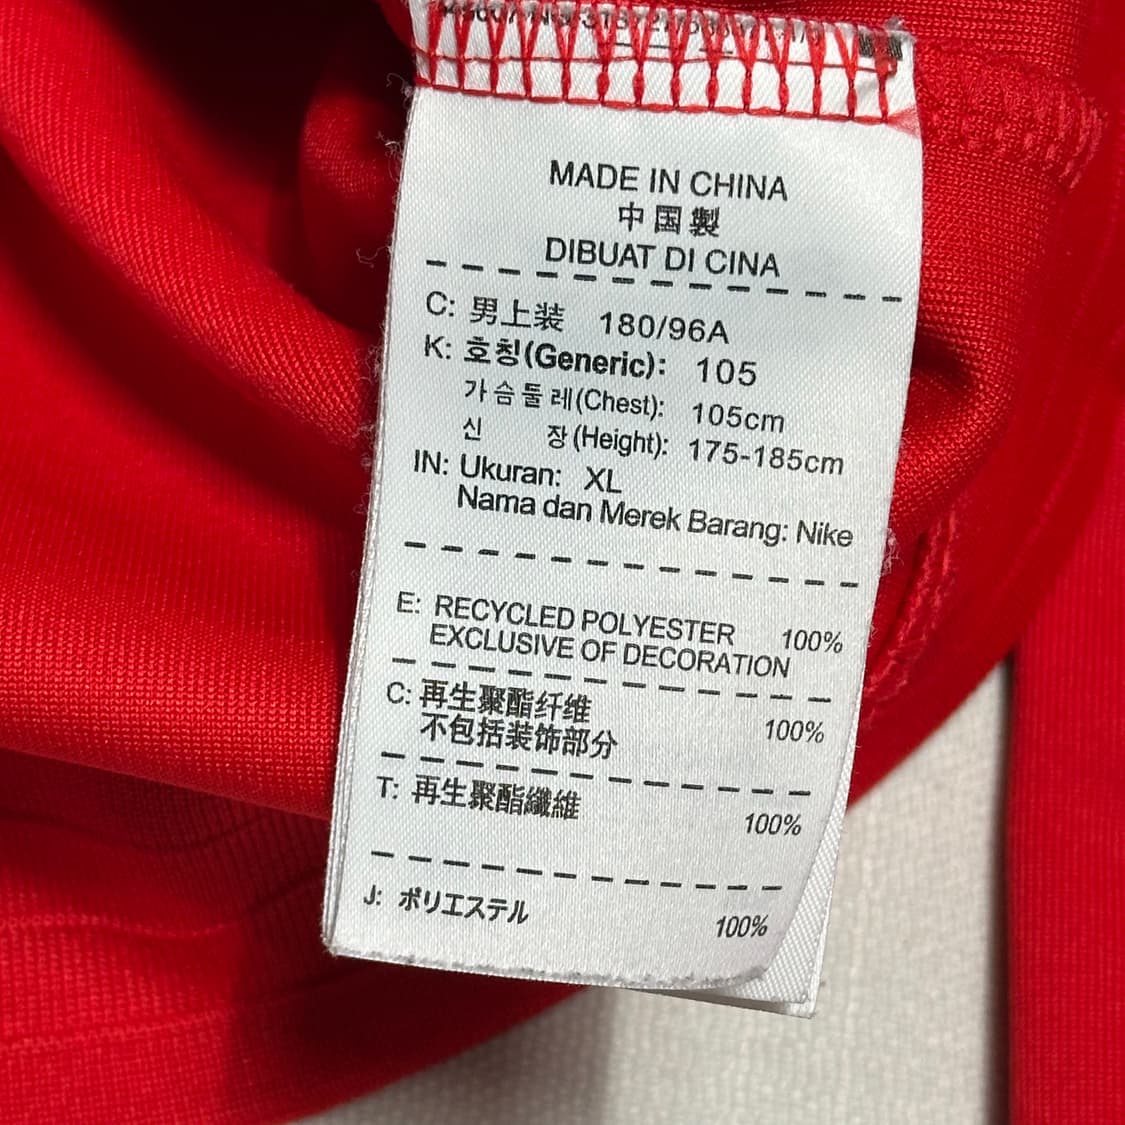 MADE IN CHINA
中国製
DIBUAT DI CINA
C: 男上装 180/96A
K: 호칭(Generic): 105
가슴둘레(Chest): 105cm
신 장(Height): 175-185cm
IN: Ukuran: XL
Nama dan Merek Barang: Nike
E: RECYCLED POLYESTER 100%
EXCLUSIVE OF DECORATION
C: 再生聚酯纤维 100%
不包括装饰部分
T: 再生聚酯纖維 100%
J: ポリエステル 100%